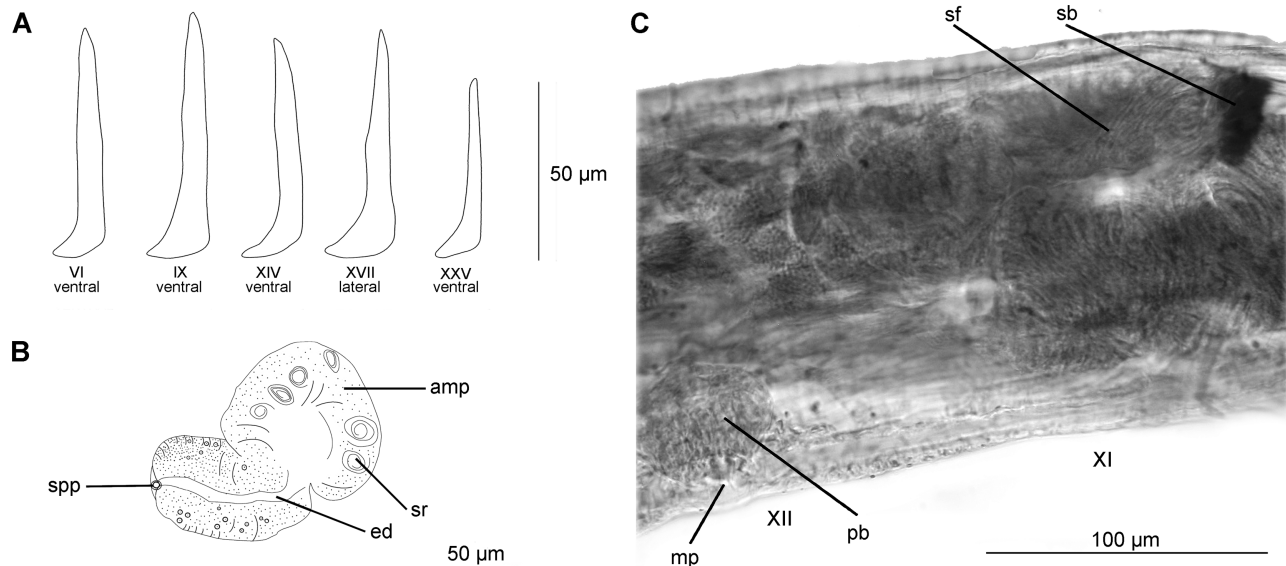 A
VI
ventral
IX
ventral
XIV
ventral
XVII
lateral
XXV
ventral
50 µm
B
amp
spp
sr
ed
50 µm
C
sf
sb
XI
XII
pb
mp
100 µm